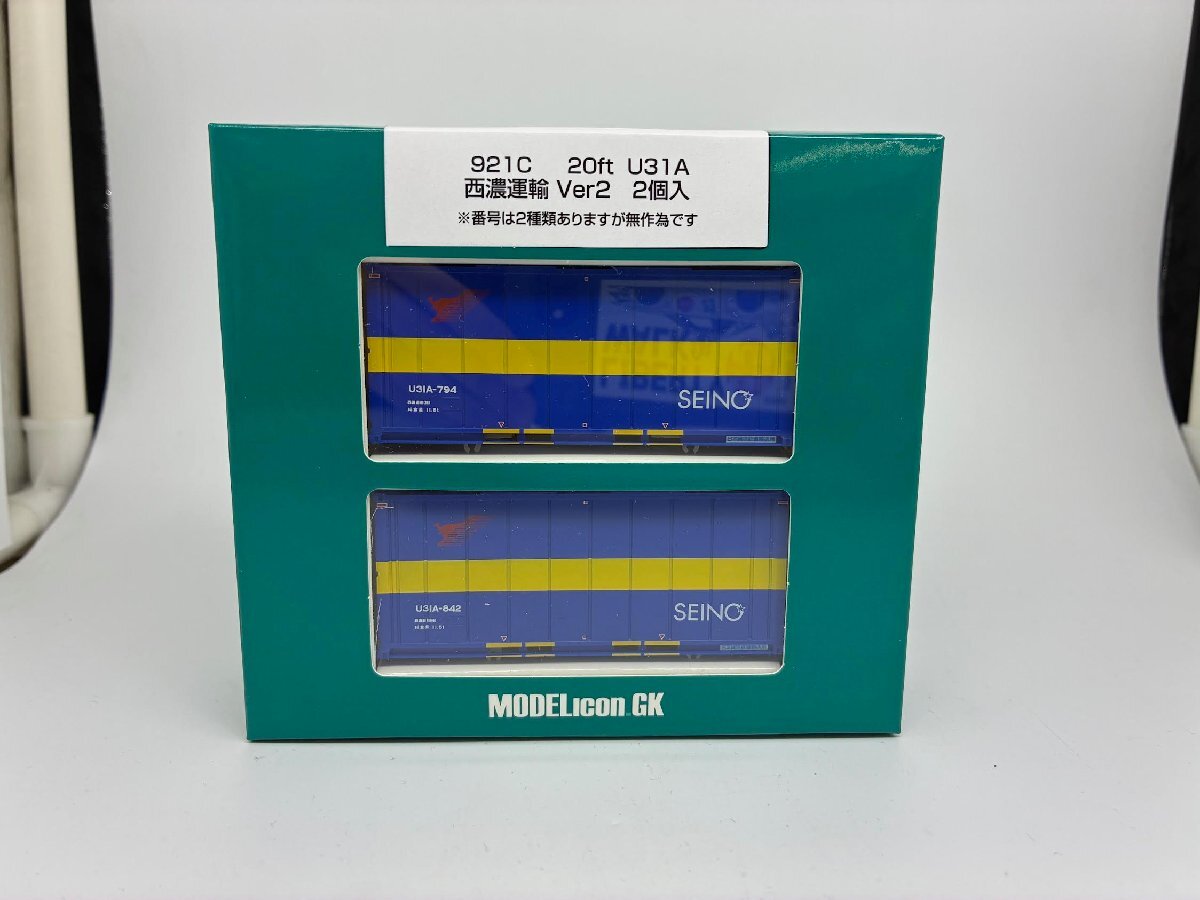 921C 20ft U31A
西濃運輸 Ver2 2個入
※番号は2種類ありますが無作為です
U31A-794
SEINO
U31A-842
SEINO
MODELicon.GK